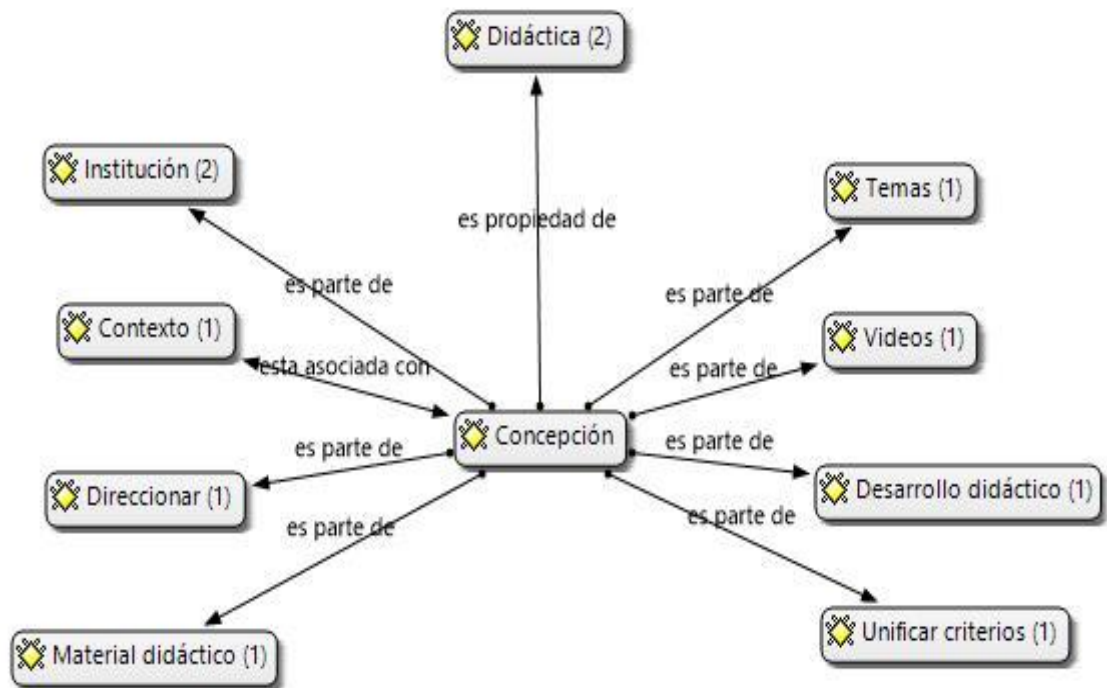 Didáctica (2)
Institución (2)
Temas (1)
es propiedad de
es parte de
es parte de
Contexto (1)
Videos (1)
esta asociada con
es parte de
Concepción
es parte de
es parte de
Direccionar (1)
Desarrollo didáctico (1)
es parte de
es parte de
Material didáctico (1)
Unificar criterios (1)